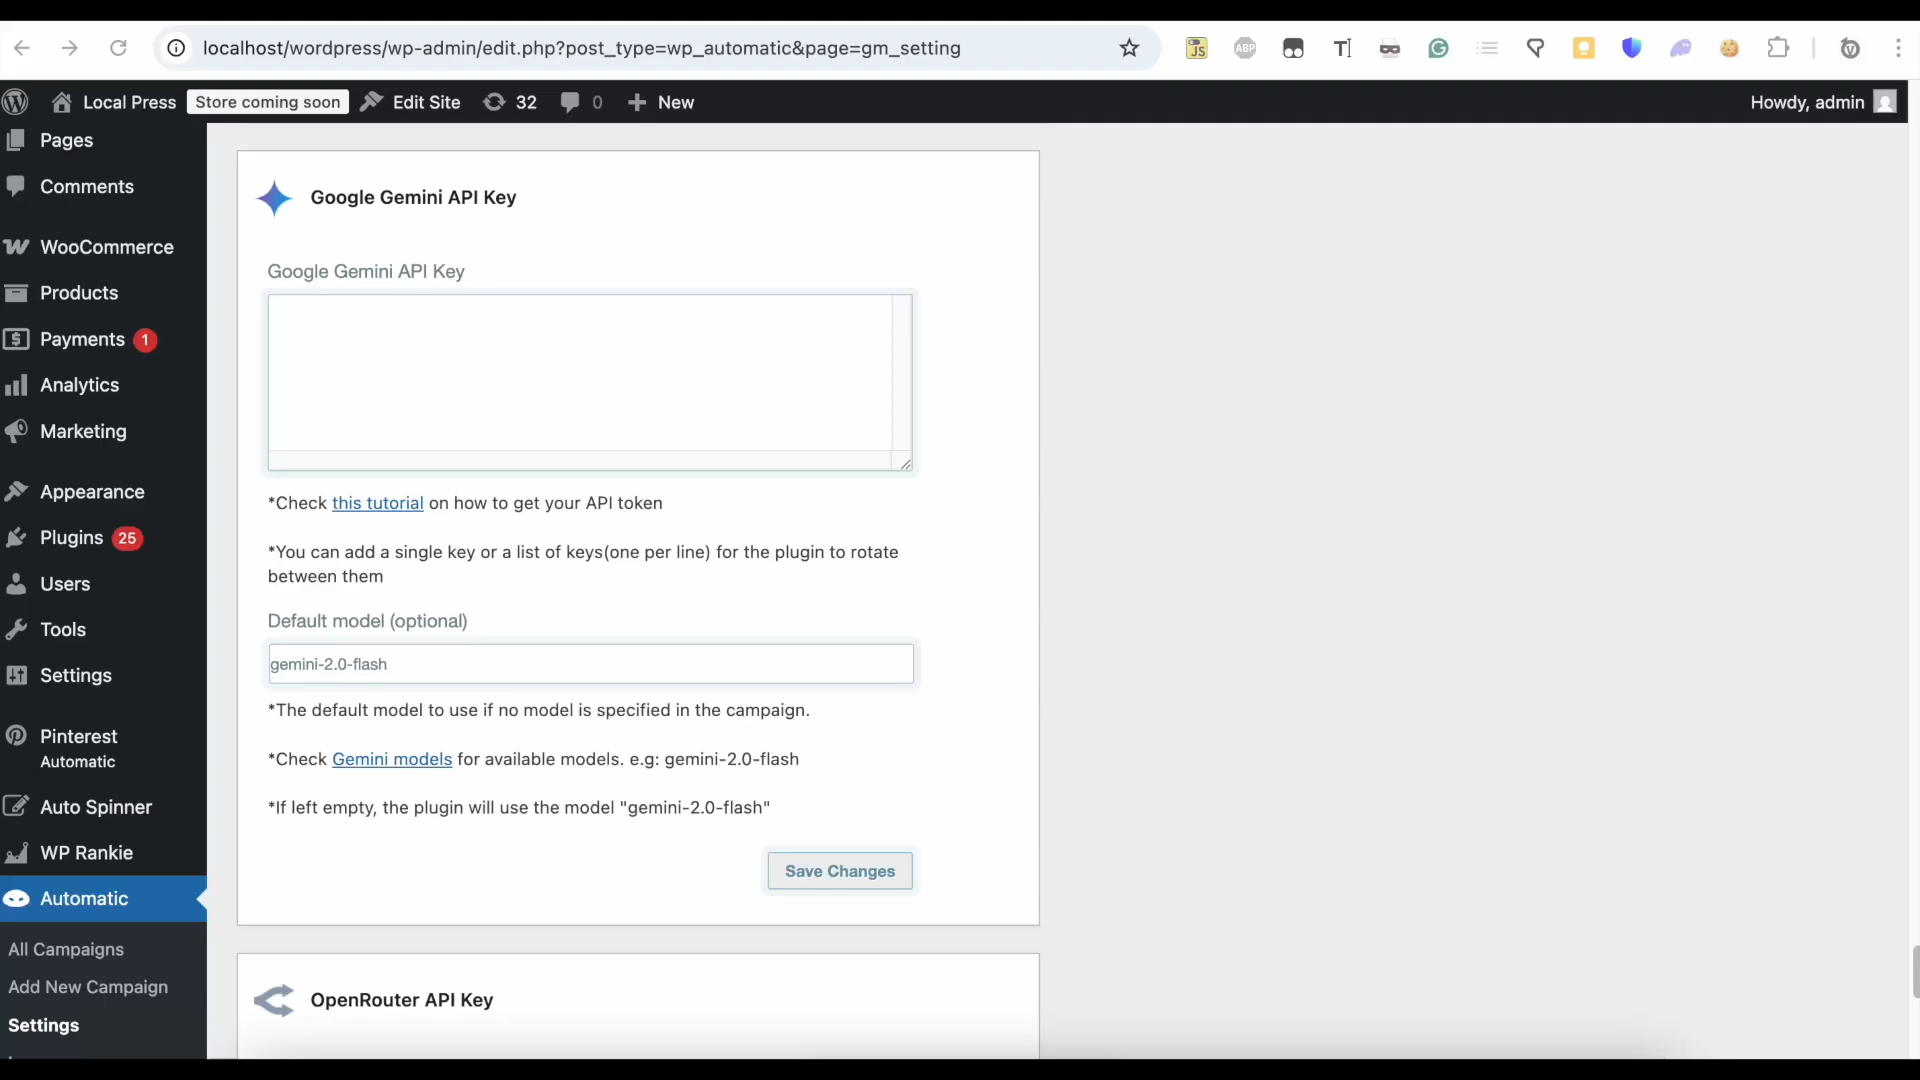 localhost/wordpress/wp-admin/edit.php?post_type=wp_automatic&page=gm_setting
JS
ABP
Local Press
Store coming soon
Edit Site
32
0
New
Howdy, admin
Pages
Comments
WooCommerce
Products
Payments 1
Analytics
Marketing
Appearance
Plugins 25
Users
Tools
Settings
Pinterest
Automatic
Auto Spinner
WP Rankie
Automatic
All Campaigns
Add New Campaign
Settings
Google Gemini API Key
Google Gemini API Key
*Check this tutorial on how to get your API token
*You can add a single key or a list of keys(one per line) for the plugin to rotate
between them
Default model (optional)
gemini-2.0-flash
*The default model to use if no model is specified in the campaign.
*Check Gemini models for available models. e.g: gemini-2.0-flash
*If left empty, the plugin will use the model "gemini-2.0-flash"
Save Changes
OpenRouter API Key